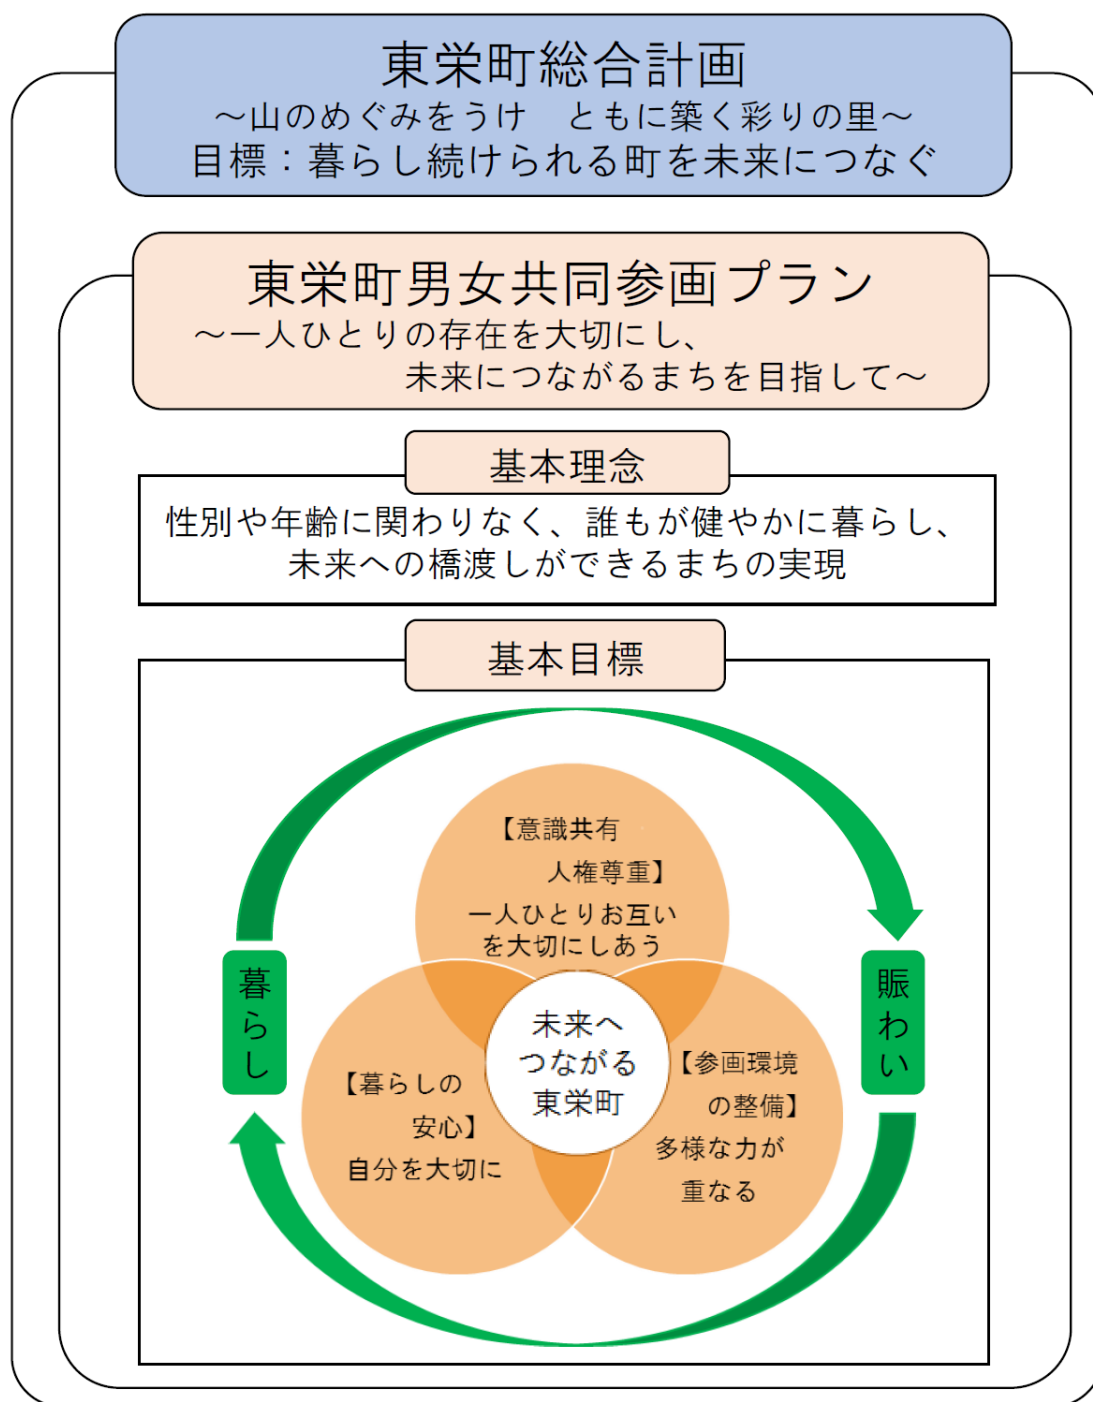 東栄町総合計画
～山のめぐみをうけ　ともに築く彩りの里～
目標：暮らし続けられる町を未来につなぐ
東栄町男女共同参画プラン
～一人ひとりの存在を大切にし、
未来につながるまちを目指して～
基本理念
性別や年齢に関わりなく、誰もが健やかに暮らし、
未来への橋渡しができるまちの実現
基本目標
【意識共有
人権尊重】
一人ひとりお互い
を大切にしあう
暮らし
賑わい
未来へ
つながる
東栄町
【暮らしの
安心】
自分を大切に
【参画環境
の整備】
多様な力が
重なる